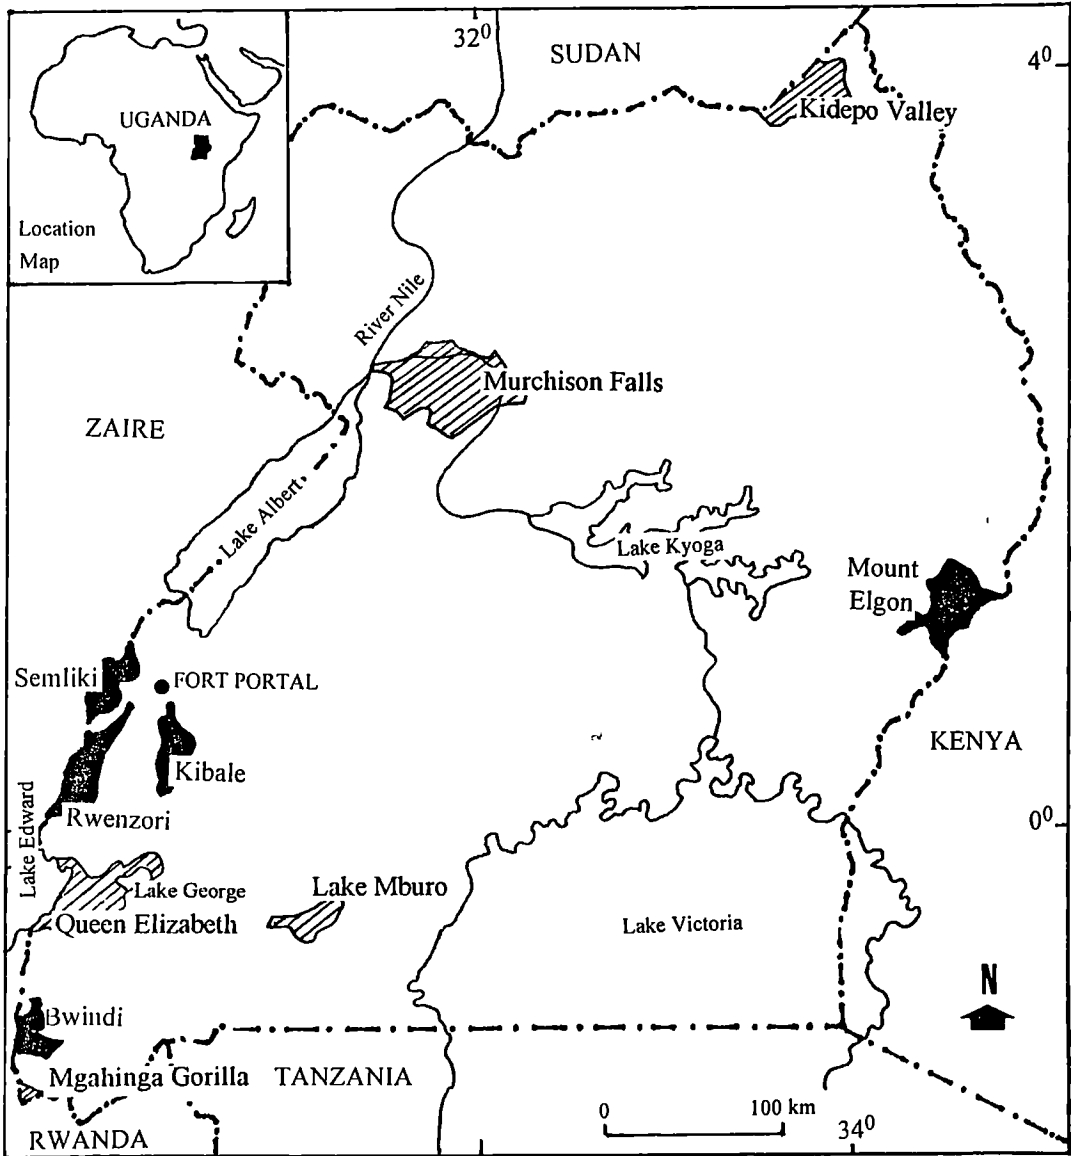 32⁰
SUDAN
4⁰
Kidepo Valley
UGANDA
Location
Map
River Nile
Murchison Falls
ZAIRE
Lake Albert
Lake Kyoga
Mount
Elgon
Semliki
FORT PORTAL
KENYA
Kibale
Rwenzori
0⁰
Lake Edward
Lake George
Lake Mburo
Queen Elizabeth
Lake Victoria
N
Bwindi
Mgahinga Gorilla
TANZANIA
0
100 km
34⁰
RWANDA